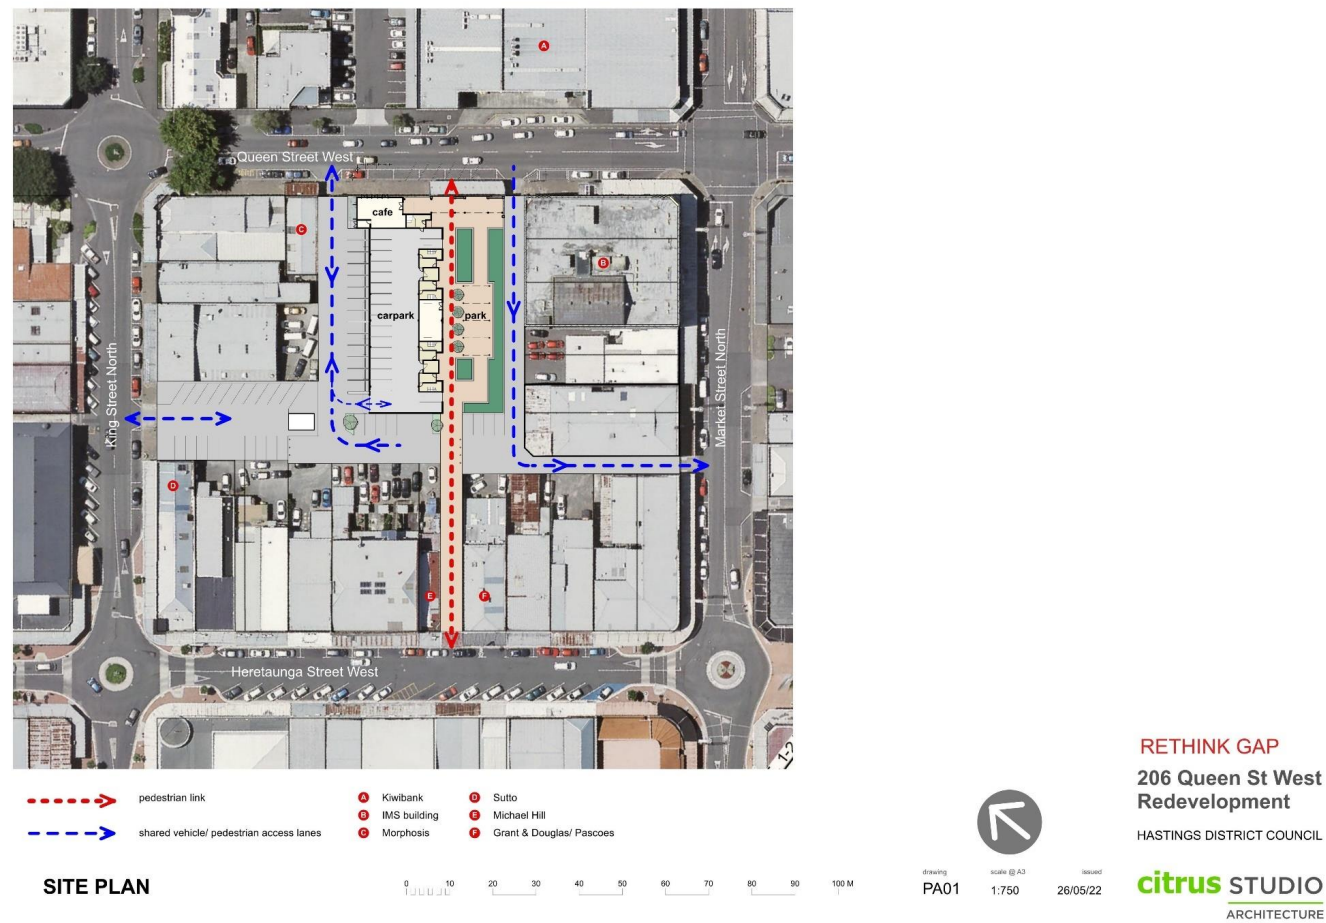 A
Queen Street West
cafe
C
B
carpark
park
King Street North
Market Street North
D
E
F
Heretaunga Street West
1-2
pedestrian link
shared vehicle/ pedestrian access lanes
A Kiwibank
B IMS building
C Morphosis
D Sutto
E Michael Hill
F Grant & Douglas/ Pascoes
SITE PLAN
0 10 20 30 40 50 60 70 80 90 100 M
drawing
PA01
scale @ A3
1:750
issued
26/05/22
RETHINK GAP
206 Queen St West
Redevelopment
HASTINGS DISTRICT COUNCIL
citrus STUDIO
ARCHITECTURE